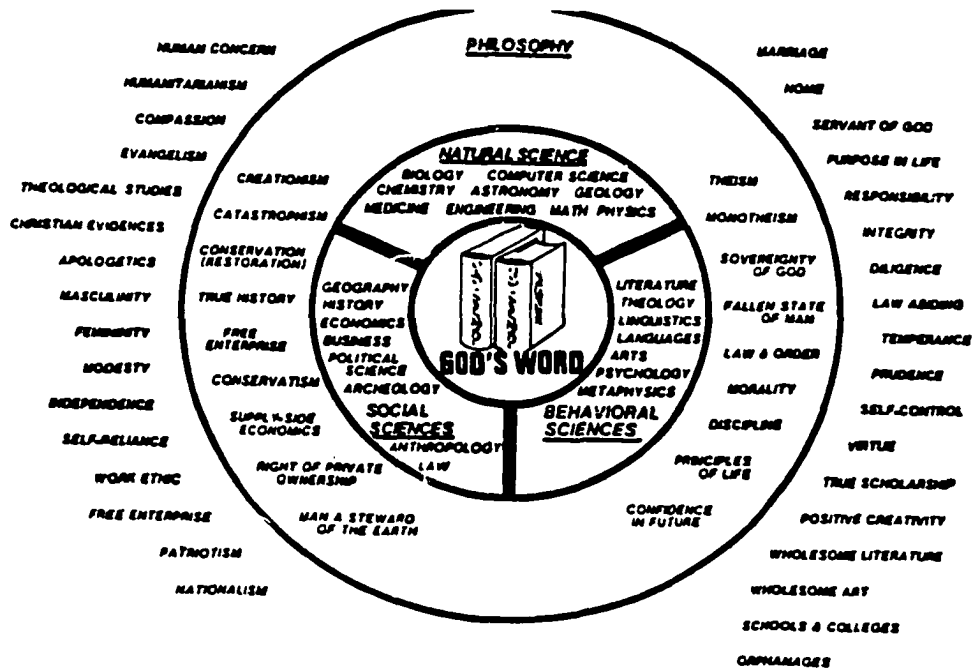 PHILOSOPHY
HUMAN CONCERN
HUMANITARIANISM
COMPASSION
EVANGELISM
THEOLOGICAL STUDIES
CHRISTIAN EVIDENCES
APOLOGETICS
MASCULINITY
FEMININITY
MODESTY
INDEPENDENCE
SELF-RELIANCE
WORK ETHIC
FREE ENTERPRISE
PATRIOTISM
NATIONALISM
CREATIONISM
CATASTROPHISM
CONSERVATION
(RESTORATION)
TRUE HISTORY
FREE
ENTERPRISE
CONSERVATISM
SUPPLY-SIDE
ECONOMICS
RIGHT OF PRIVATE
OWNERSHIP
MAN A STEWARD
OF THE EARTH
NATURAL SCIENCE
BIOLOGY COMPUTER SCIENCE
CHEMISTRY ASTRONOMY GEOLOGY
MEDICINE ENGINEERING MATH PHYSICS
GEOGRAPHY
HISTORY
ECONOMICS
BUSINESS
POLITICAL
SCIENCE
ARCHEOLOGY
SOCIAL
SCIENCES
ANTHROPOLOGY
LAW
GOD'S WORD
LITERATURE
THEOLOGY
LINGUISTICS
LANGUAGES
ARTS
PSYCHOLOGY
METAPHYSICS
BEHAVIORAL
SCIENCES
THEISM
MONOTHEISM
SOVEREIGNTY
OF GOD
FALLEN STATE
OF MAN
LAW & ORDER
MORALITY
DISCIPLINE
PRINCIPLES
OF LIFE
CONFIDENCE
IN FUTURE
MARRIAGE
HOME
SERVANT OF GOD
PURPOSE IN LIFE
RESPONSIBILITY
INTEGRITY
DILIGENCE
LAW ABIDING
TEMPERANCE
PRUDENCE
SELF-CONTROL
VIRTUE
TRUE SCHOLARSHIP
POSITIVE CREATIVITY
WHOLESOME LITERATURE
WHOLESOME ART
SCHOOLS & COLLEGES
ORPHANAGES